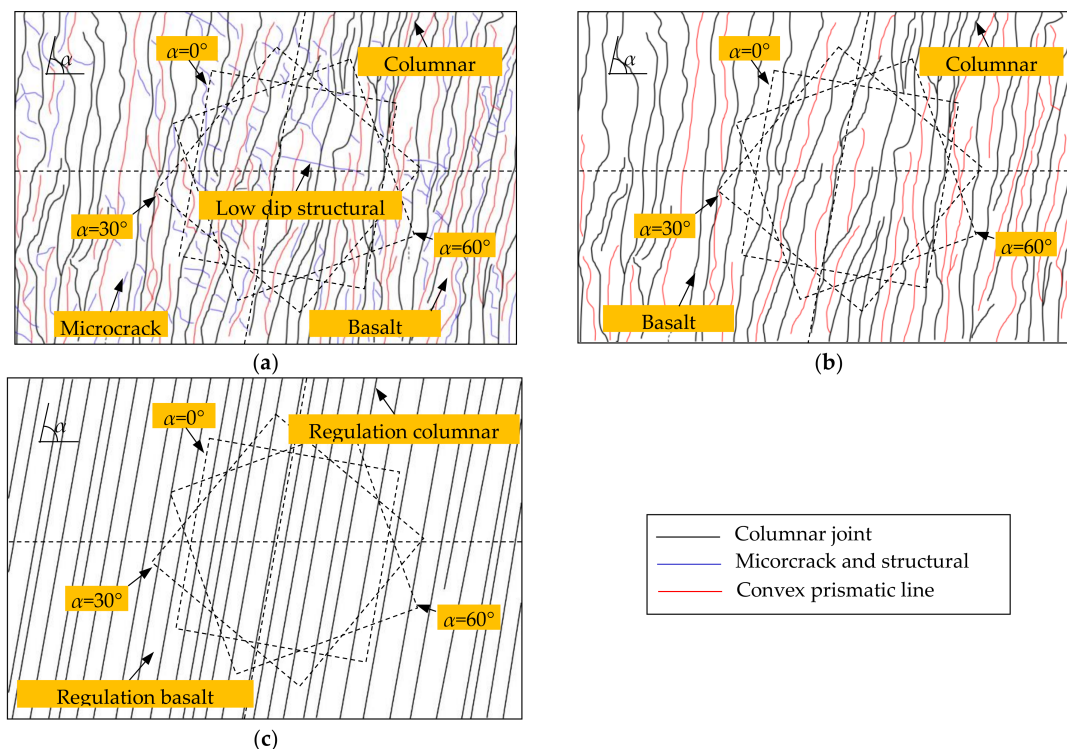 α=0°
Columnar
α
Low dip structural
α=30°
α=60°
Microcrack
Basalt
(a)
α=0°
Columnar
α
α=30°
α=60°
Basalt
(b)
α=0°
Regulation columnar
α
α=30°
α=60°
Regulation basalt
(c)
Columnar joint
Micorcrack and structural
Convex prismatic line